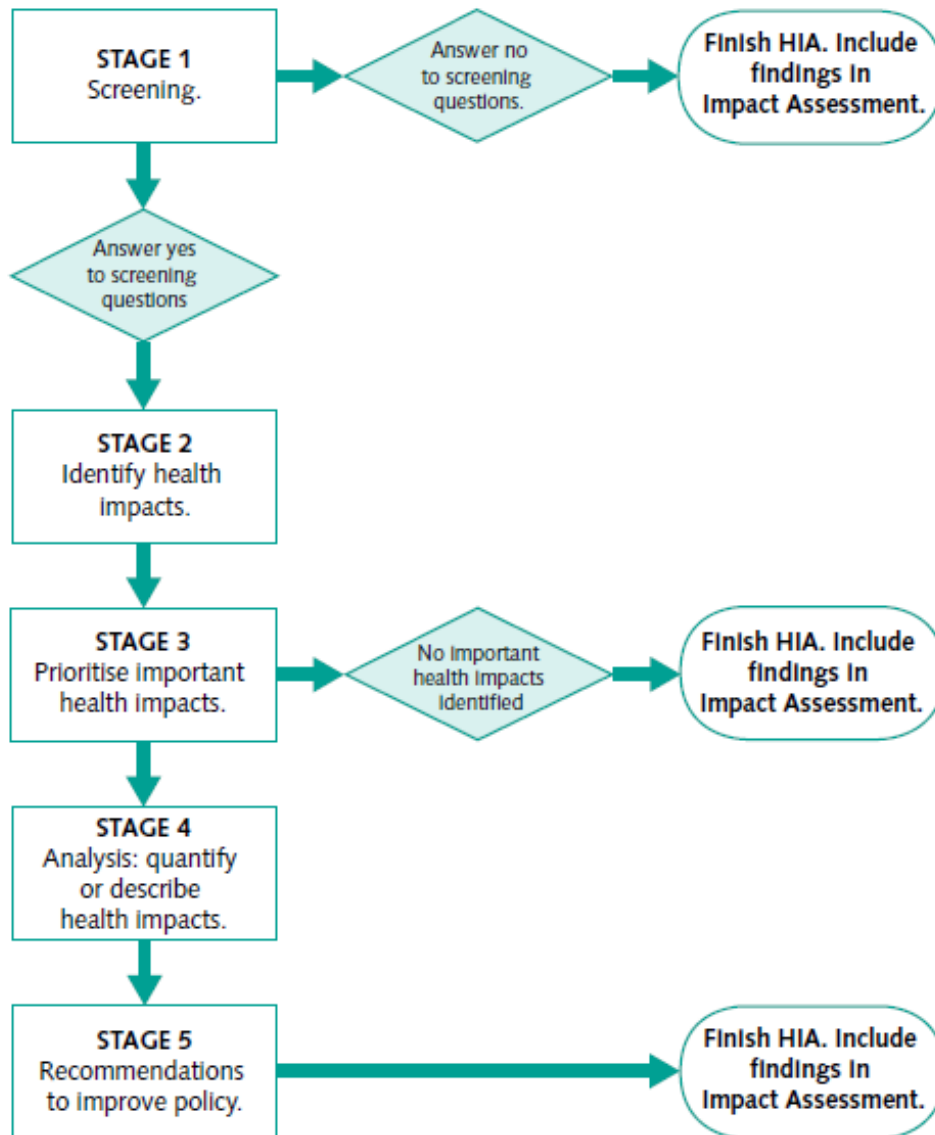 STAGE 1
Screening.
Answer no
to screening
questions.
Finish HIA. Include
findings in
Impact Assessment.
Answer yes
to screening
questions
STAGE 2
Identify health
impacts.
STAGE 3
Prioritise important
health impacts.
No important
health impacts
identified
Finish HIA. Include
findings in
Impact Assessment.
STAGE 4
Analysis: quantify
or describe
health impacts.
STAGE 5
Recommendations
to improve policy.
Finish HIA. Include
findings in
Impact Assessment.